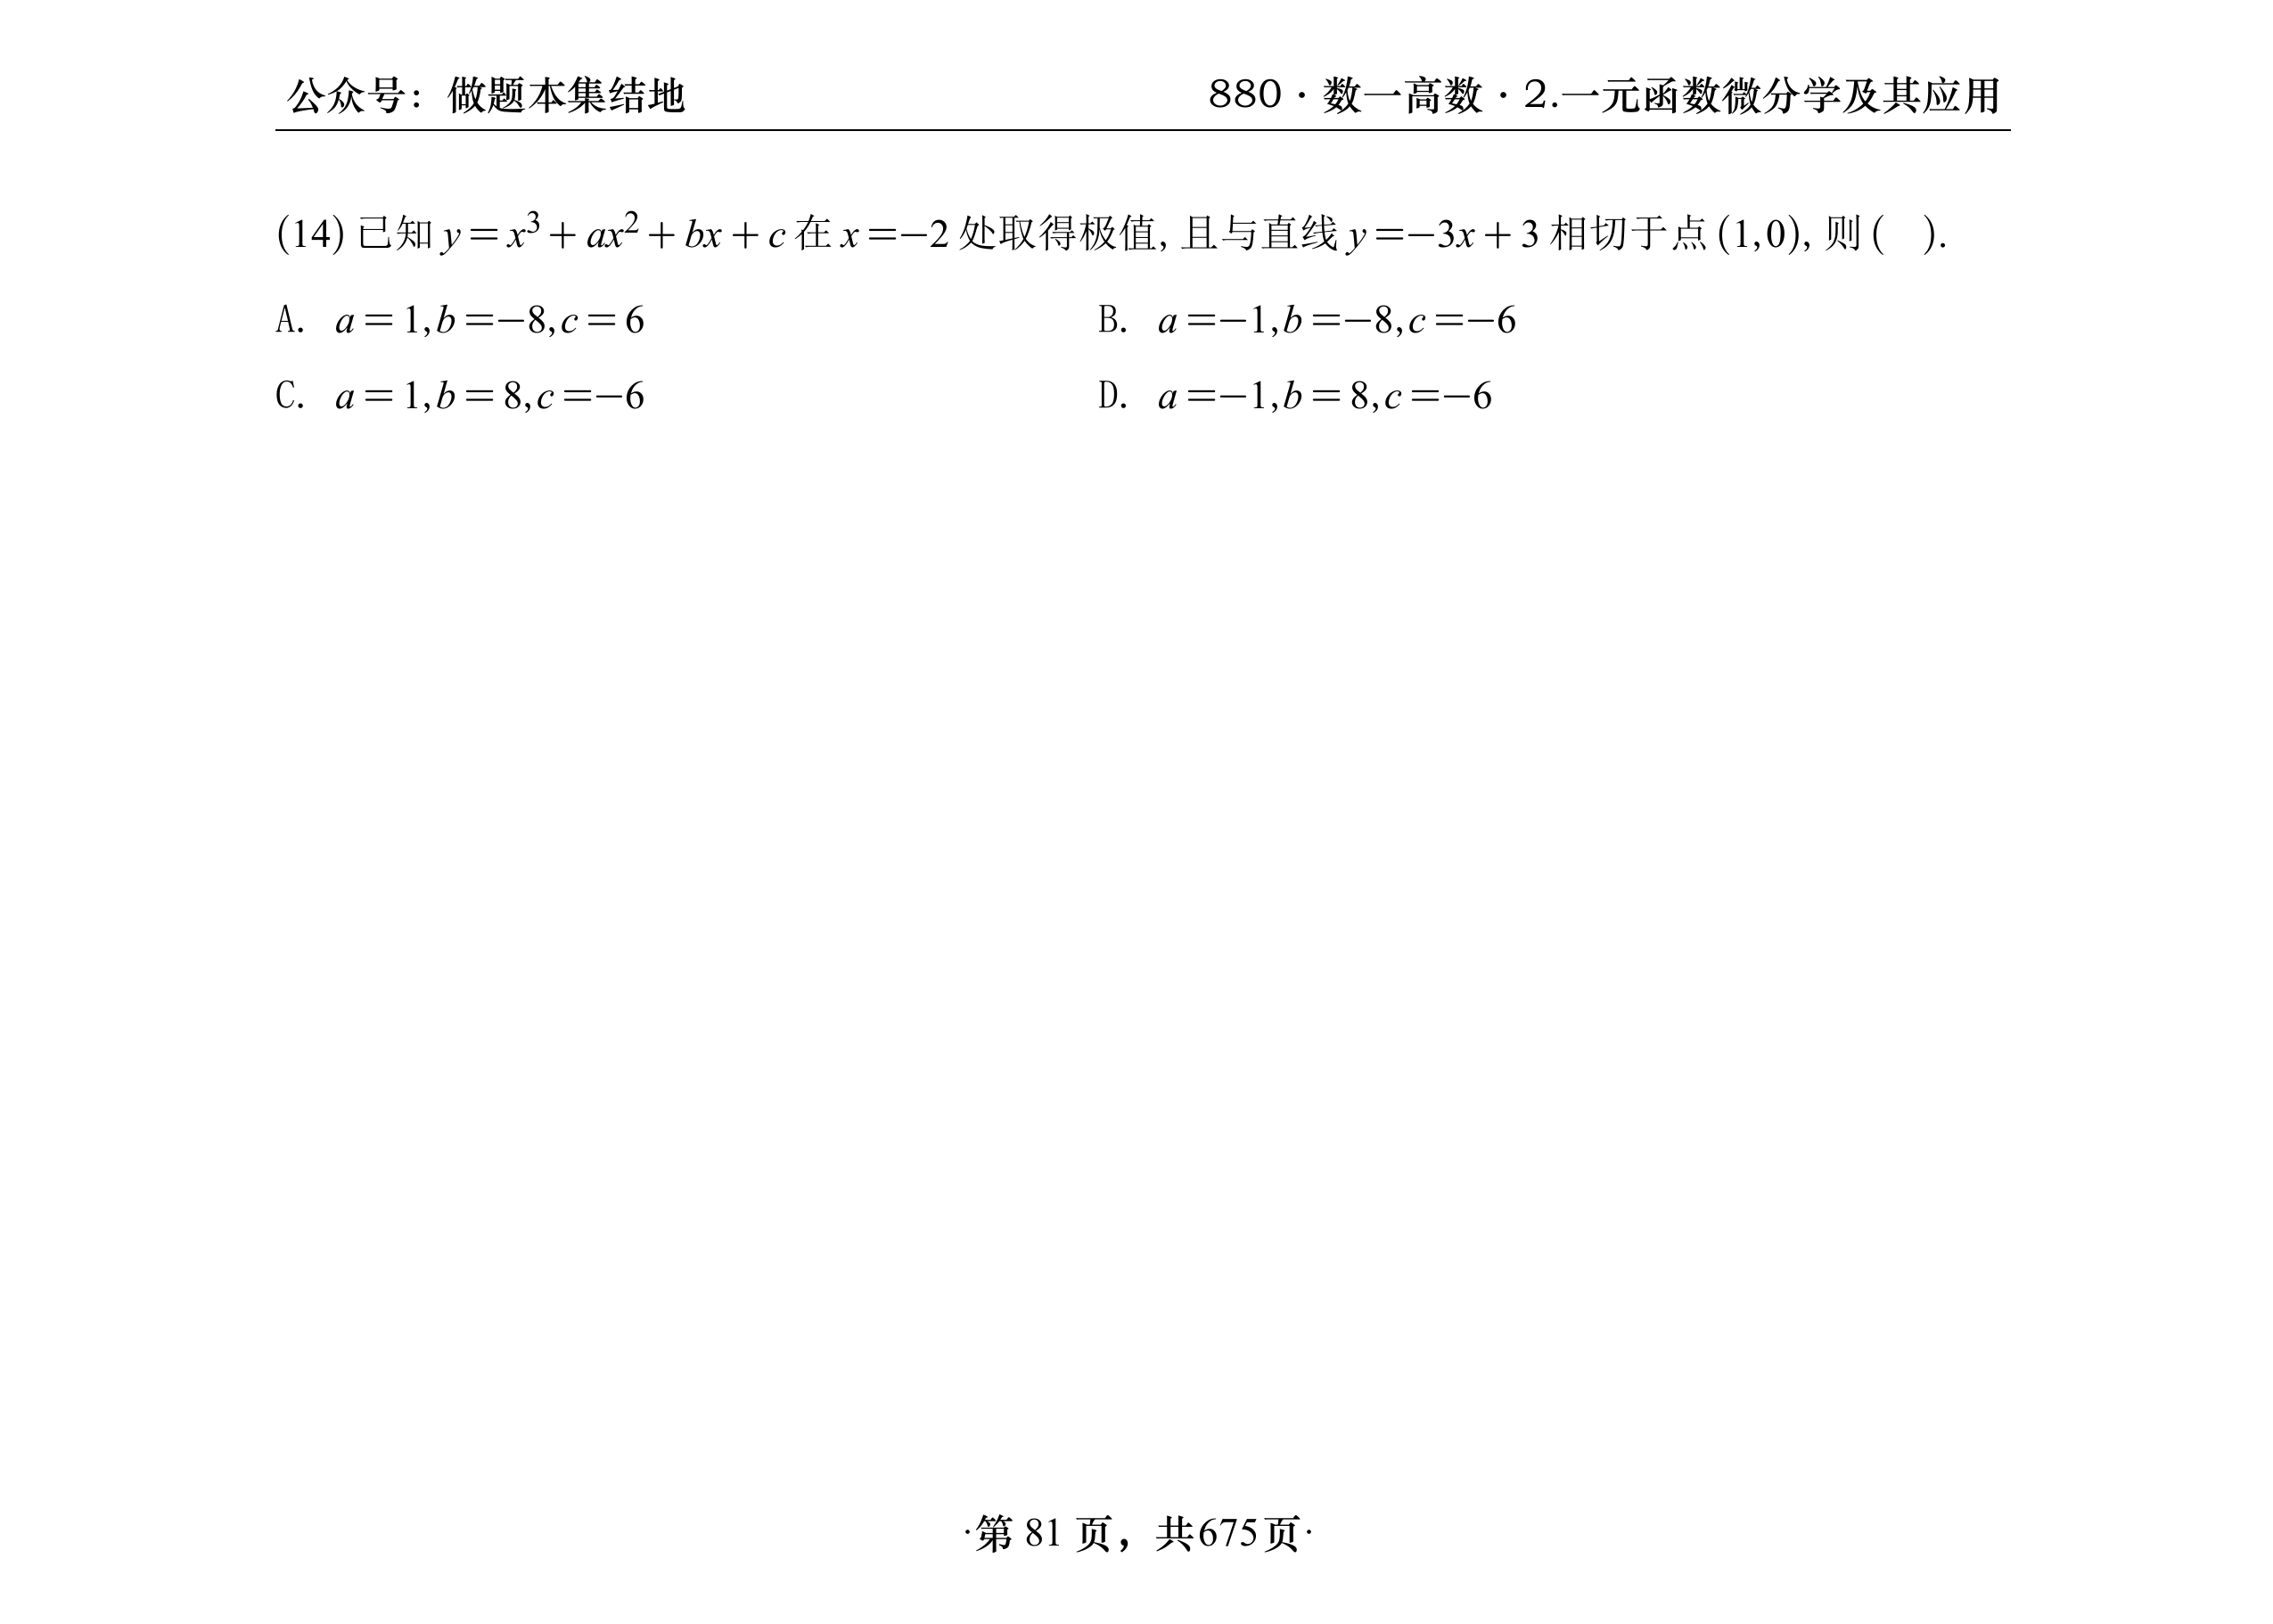 公众号：做题本集结地 880·数一高数·2.一元函数微分学及其应用
(14) 已知 y=x³+ax²+bx+c 在 x=−2 处取得极值, 且与直线 y=−3x+3 相切于点(1,0), 则( ).
A. a=1,b=−8,c=6 B. a=−1,b=−8,c=−6
C. a=1,b=8,c=−6 D. a=−1,b=8,c=−6
·第 81 页，共675页·